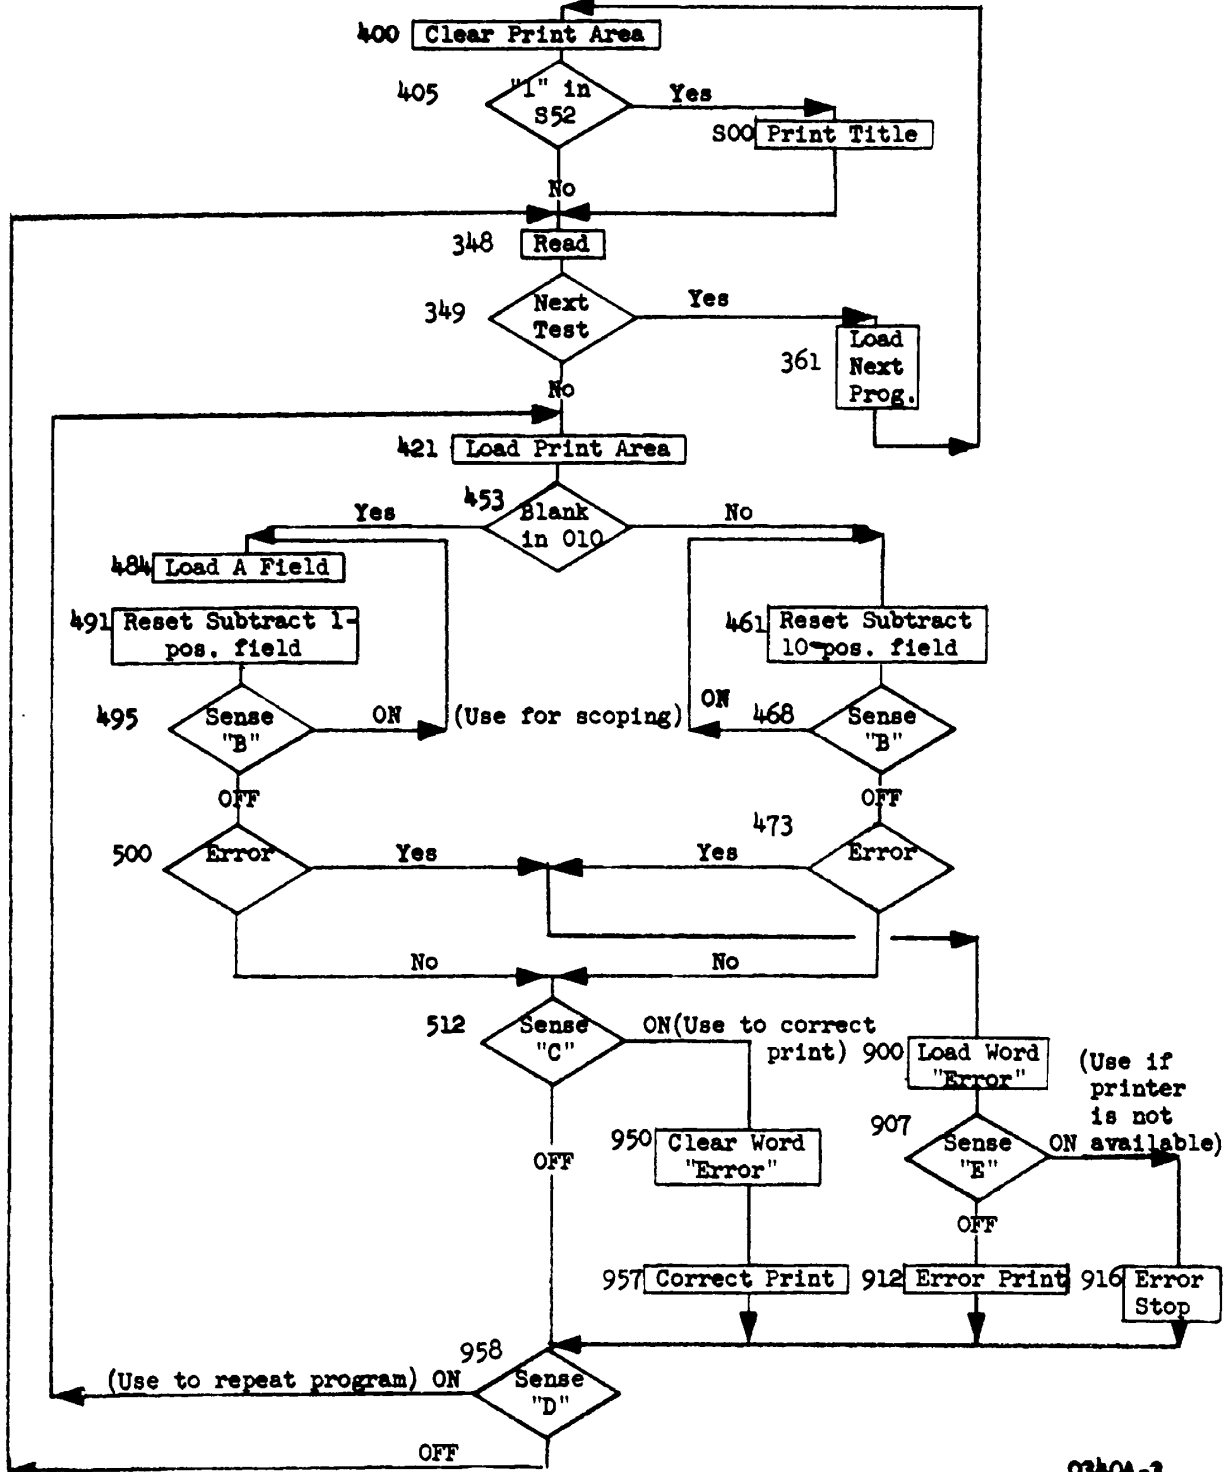 400 Clear Print Area
405 "1" in
S52
Yes
S00 Print Title
No
348 Read
349 Next
Test
Yes
361 Load
Next
Prog.
No
421 Load Print Area
453 Blank
in 010
Yes
No
484 Load A Field
491 Reset Subtract 1-
pos. field
461 Reset Subtract
10-pos. field
495 Sense
"B"
ON
(Use for scoping)
ON
468 Sense
"B"
OFF
OFF
500 Error
Yes
Yes
473 Error
No
No
512 Sense
"C"
ON(Use to correct
print)
900 Load Word
"Error"
(Use if
printer
is not
available)
907 Sense
"E"
ON
OFF
950 Clear Word
"Error"
OFF
957 Correct Print
912 Error Print
916 Error
Stop
958 Sense
"D"
(Use to repeat program) ON
OFF
0340A-3